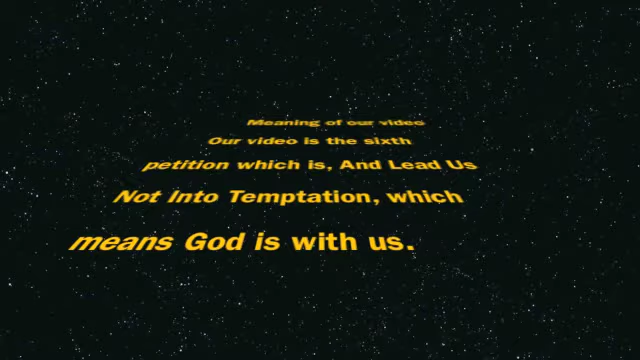 Meaning of our video
Our video is the sixth
petition which is, And Lead Us
Not Into Temptation, which
means God is with us.